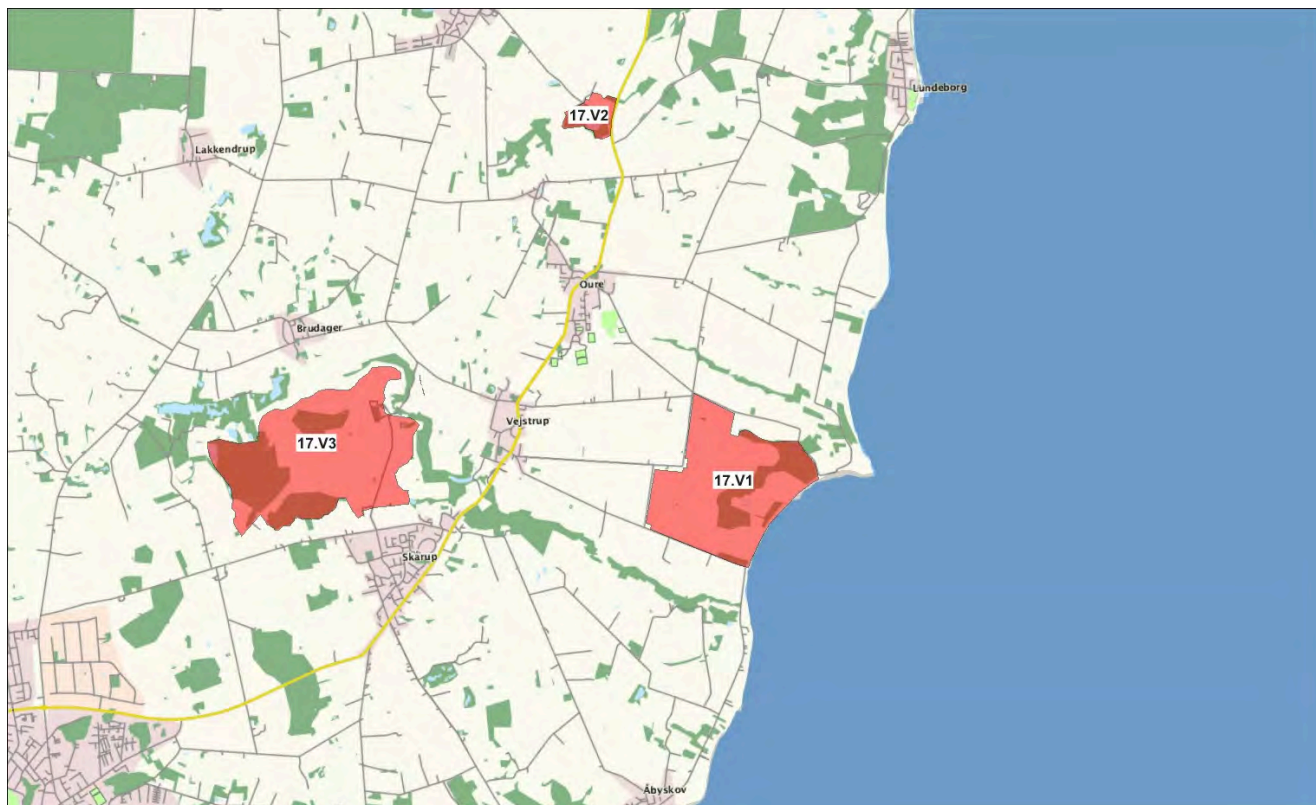 Lundeborg
17.V2
Lakkendrup
Oure
Brudager
Vejstrup
17.V3
17.V1
Skårup
Åbyskov